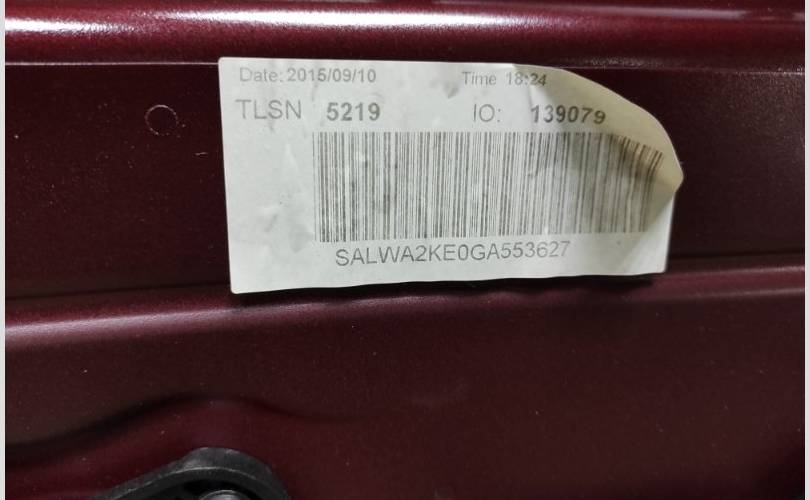 Date: 2015/09/10 Time 18:24
TLSN 5219 IO: 139079
SALWA2KE0GA553627